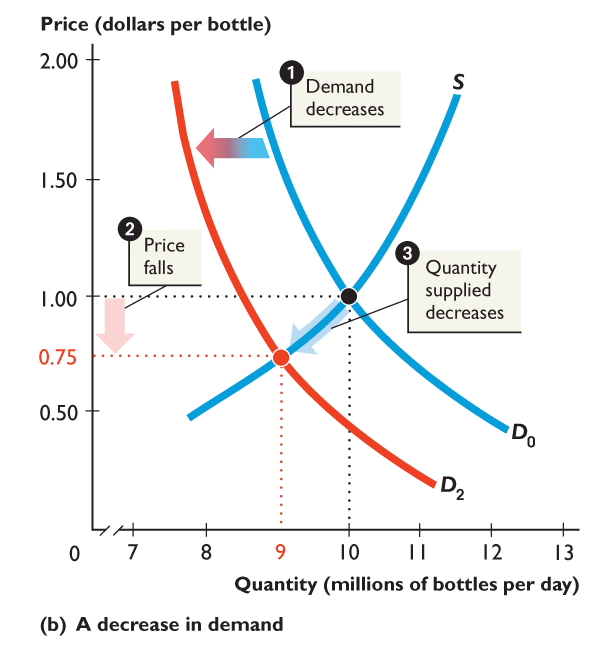 Price (dollars per bottle)
2.00
1
Demand
decreases
S
1.50
2
Price
falls
3
Quantity
supplied
decreases
1.00
0.75
0.50
D0
D2
0 7 8 9 10 11 12 13
Quantity (millions of bottles per day)
(b) A decrease in demand